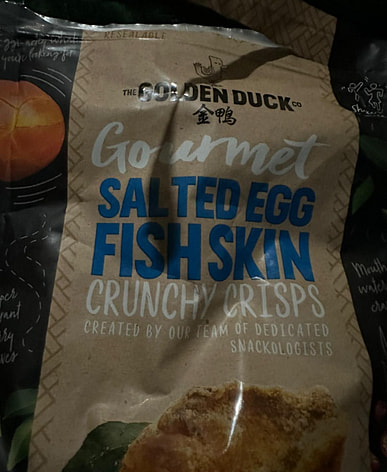 RESEALABLE
THE GOLDEN DUCK CO
金鴨
Gourmet
SALTED EGG
FISH SKIN
CRUNCHY CRISPS
CREATED BY OUR TEAM OF DEDICATED
SNACKOLOGISTS